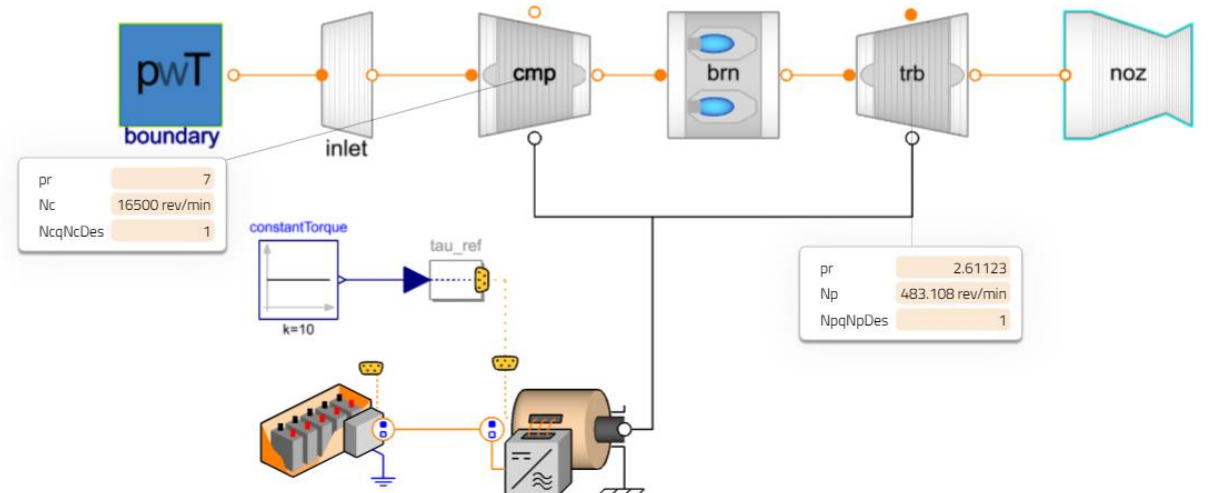 pwT
boundary
inlet
cmp
brn
trb
noz
pr 7
Nc 16500 rev/min
NcqNcDes 1
constantTorque
k=10
tau_ref
pr 2.61123
Np 483.108 rev/min
NpqNpDes 1